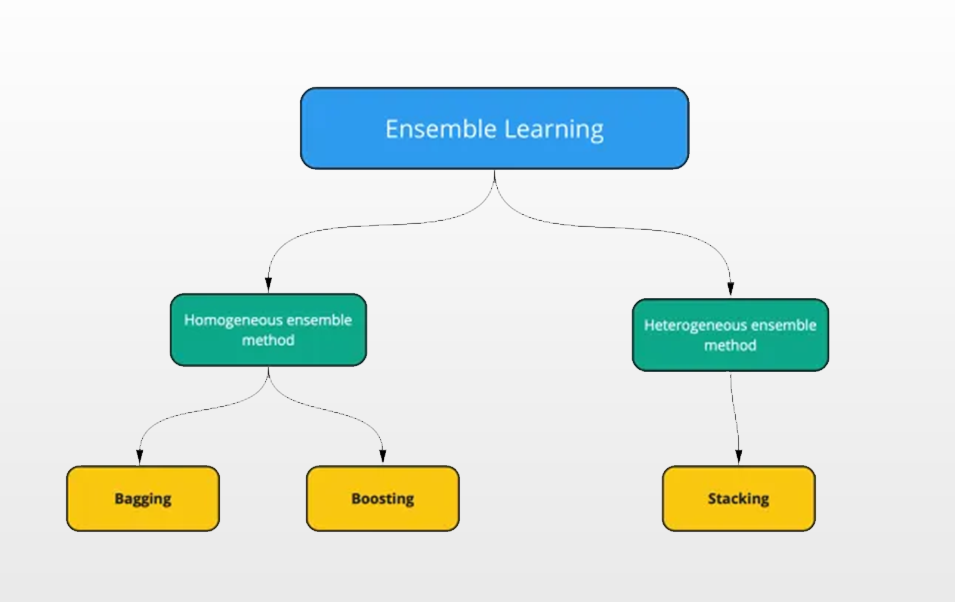 Ensemble Learning
Homogeneous ensemble
method
Heterogeneous ensemble
method
Bagging
Boosting
Stacking